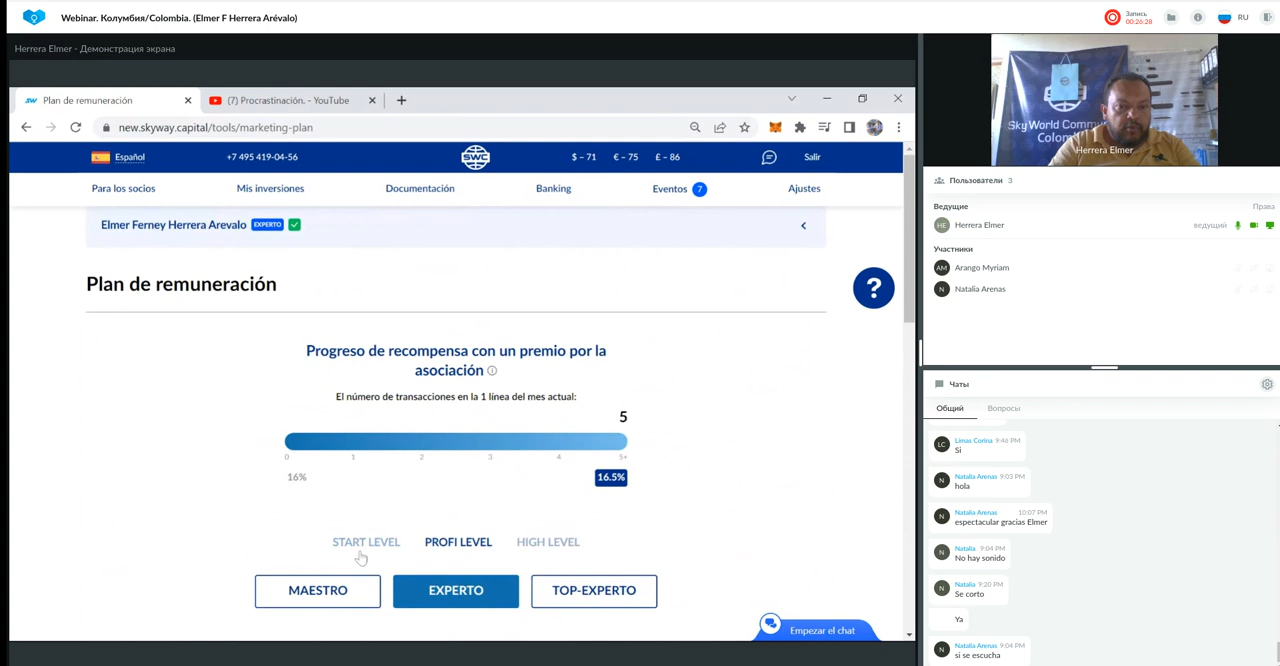 Webinar. Колумбия/Colombia. (Elmer F Herrera Arévalo)
Запись
00:26:28
RU
Herrera Elmer - Демонстрация экрана
Plan de remuneración
(7) Procrastinación. - YouTube
new.skyway.capital/tools/marketing-plan
Español
+7 495 419-04-56
SWC
$ – 71
€ – 75
£ – 86
Salir
Para los socios
Mis inversiones
Documentación
Banking
Eventos 7
Ajustes
Elmer Ferney Herrera Arevalo EXPERTO
Plan de remuneración
?
Progreso de recompensa con un premio por la
asociación
El número de transacciones en la 1 línea del mes actual:
5
0 1 2 3 4 5+
16%
16.5%
START LEVEL
PROFI LEVEL
HIGH LEVEL
MAESTRO
EXPERTO
TOP-EXPERTO
Empezar el chat
Sky World Comm
Colom
Herrera Elmer
Пользователи 3
Ведущие
Права
HE
Herrera Elmer
ведущий
Участники
AM
Arango Myriam
N
Natalia Arenas
Чаты
Общий
Вопросы
LC
Limas Corina 9:46 PM
Si
N
Natalia Arenas 9:03 PM
hola
N
Natalia Arenas 10:07 PM
espectacular gracias Elmer
N
Natalia 9:04 PM
No hay sonido
N
Natalia 9:20 PM
Se corto
Ya
N
Natalia Arenas 9:04 PM
si se escucha